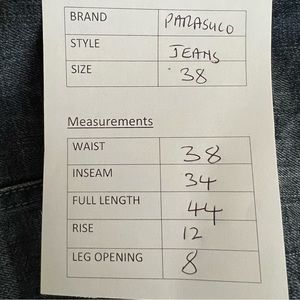 BRAND PARASUCO
STYLE JEANS
SIZE 38
Measurements
WAIST 38
INSEAM 34
FULL LENGTH 44
RISE 12
LEG OPENING 8